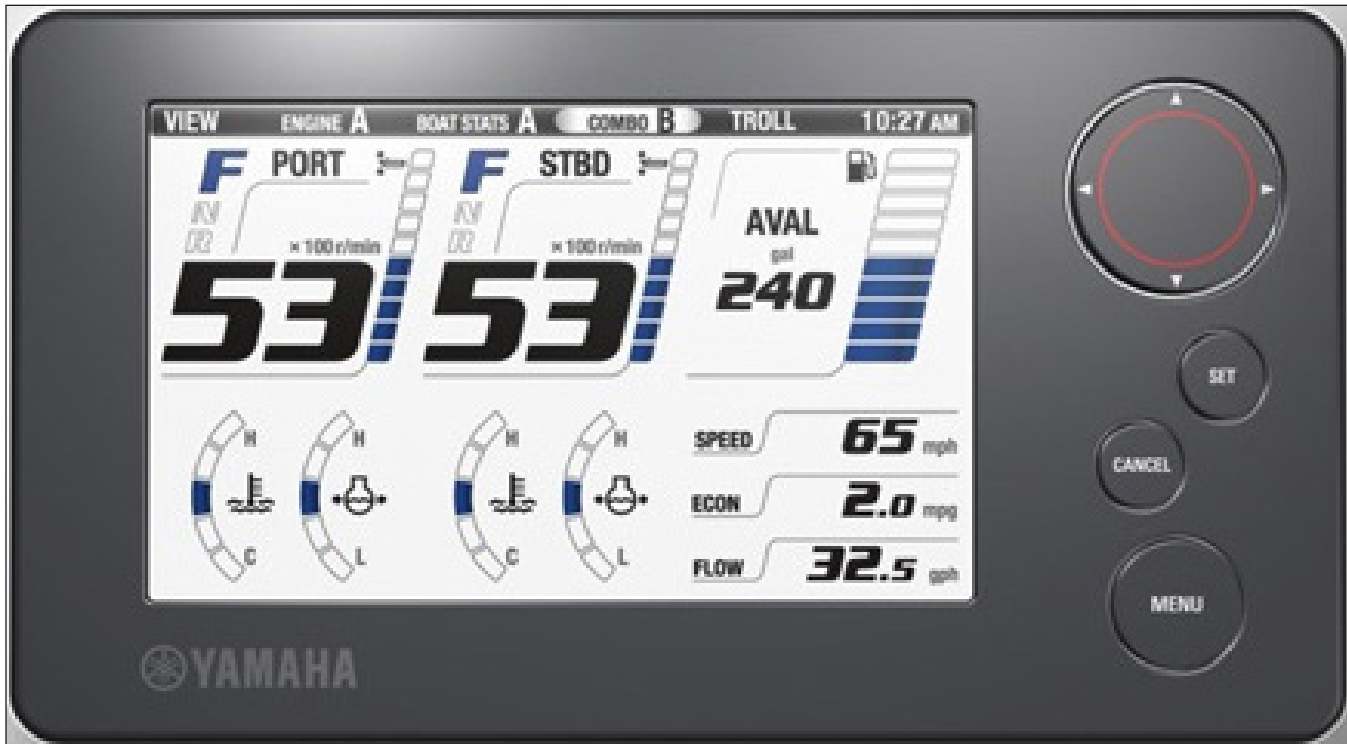 VIEW ENGINE A BOAT STATS A COMBO B TROLL 10:27 AM
F PORT F STBD
N N
R × 100 r/min R × 100 r/min
AVAL
gal
53 53 240
H H H H
SPEED 65 mph
CANCEL
SET
ECON 2.0 mpg
C L C L
FLOW 32.5 gph
MENU
YAMAHA